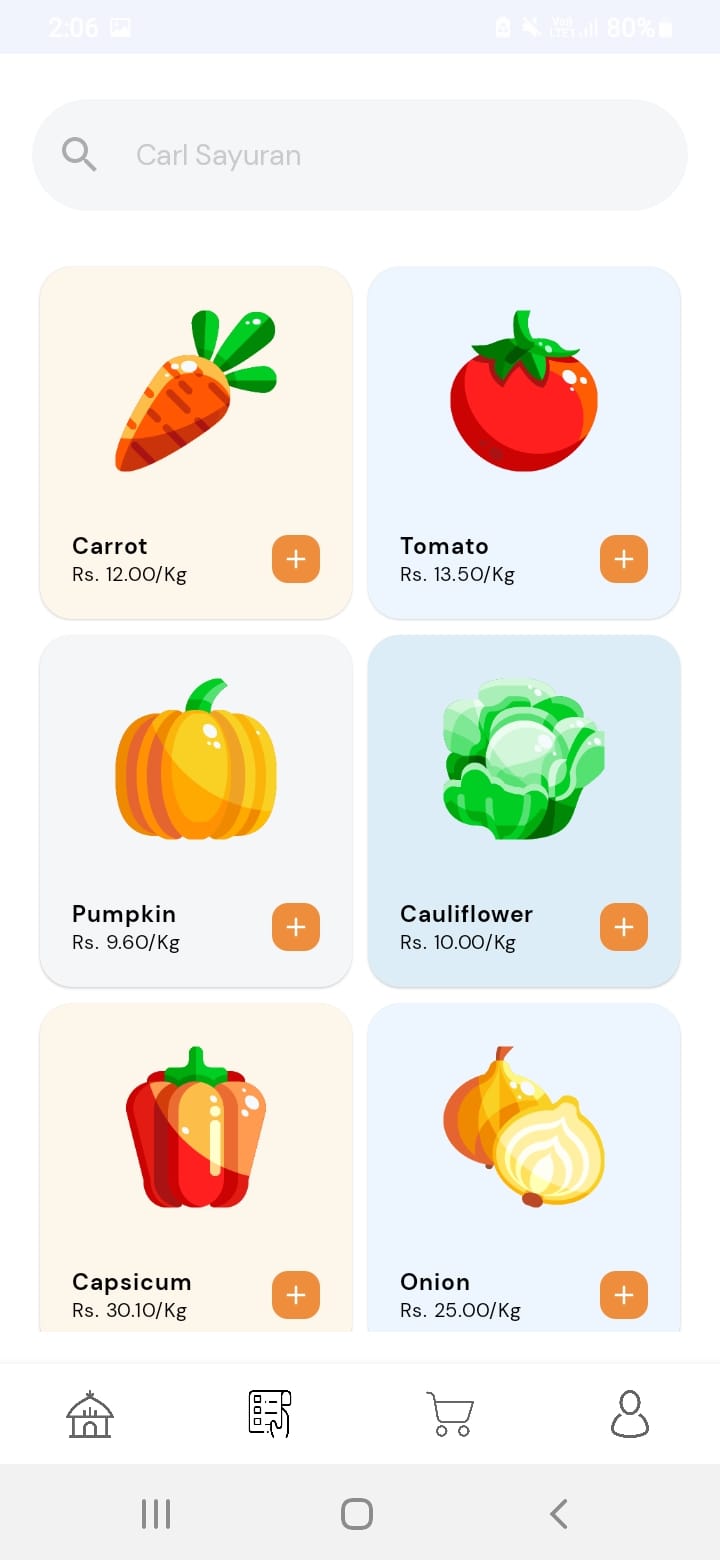 2:06
VoII
LTE1
80%
Carl Sayuran
Carrot
Rs. 12.00/Kg
Tomato
Rs. 13.50/Kg
Pumpkin
Rs. 9.60/Kg
Cauliflower
Rs. 10.00/Kg
Capsicum
Rs. 30.10/Kg
Onion
Rs. 25.00/Kg